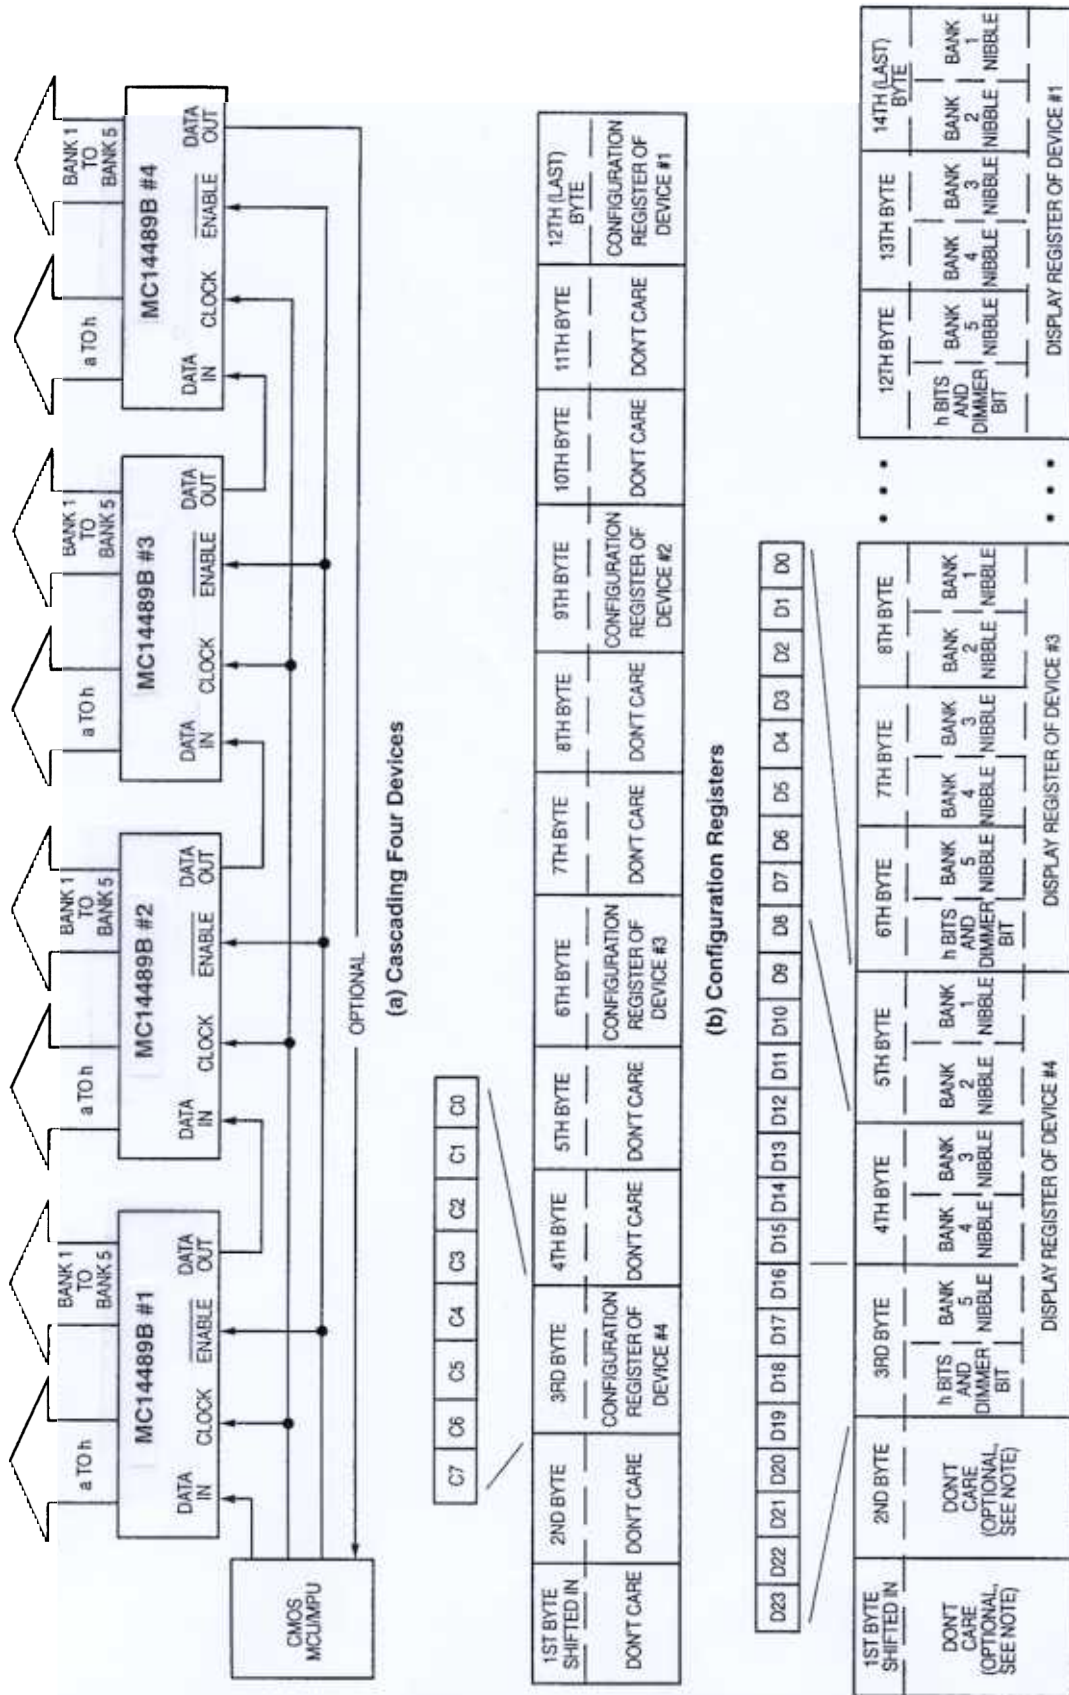 a TO h
BANK 1
TO
BANK 5
a TO h
BANK 1
TO
BANK 5
a TO h
BANK 1
TO
BANK 5
a TO h
BANK 1
TO
BANK 5
MC14489B #1
DATA
IN
CLOCK
ENABLE
DATA
OUT
MC14489B #2
DATA
IN
CLOCK
ENABLE
DATA
OUT
MC14489B #3
DATA
IN
CLOCK
ENABLE
DATA
OUT
MC14489B #4
DATA
IN
CLOCK
ENABLE
DATA
OUT
CMOS
MCU/MPU
OPTIONAL
(a) Cascading Four Devices
C7 C6 C5 C4 C3 C2 C1 C0
1ST BYTE
SHIFTED IN
DON'T CARE
2ND BYTE
DON'T CARE
3RD BYTE
CONFIGURATION
REGISTER OF
DEVICE #4
4TH BYTE
DON'T CARE
5TH BYTE
DON'T CARE
6TH BYTE
CONFIGURATION
REGISTER OF
DEVICE #3
7TH BYTE
DON'T CARE
8TH BYTE
DON'T CARE
9TH BYTE
CONFIGURATION
REGISTER OF
DEVICE #2
10TH BYTE
DON'T CARE
11TH BYTE
DON'T CARE
12TH (LAST)
BYTE
CONFIGURATION
REGISTER OF
DEVICE #1
(b) Configuration Registers
D23 D22 D21 D20 D19 D18 D17 D16 D15 D14 D13 D12 D11 D10 D9 D8 D7 D6 D5 D4 D3 D2 D1 D0
1ST BYTE
SHIFTED IN
DON'T
CARE
(OPTIONAL,
SEE NOTE)
2ND BYTE
DON'T
CARE
(OPTIONAL,
SEE NOTE)
3RD BYTE
h BITS
AND
DIMMER
BIT
BANK
5
NIBBLE
4TH BYTE
BANK
4
NIBBLE
BANK
3
NIBBLE
5TH BYTE
BANK
2
NIBBLE
BANK
1
NIBBLE
DISPLAY REGISTER OF DEVICE #4
6TH BYTE
h BITS
AND
DIMMER
BIT
BANK
5
NIBBLE
7TH BYTE
BANK
4
NIBBLE
BANK
3
NIBBLE
8TH BYTE
BANK
2
NIBBLE
BANK
1
NIBBLE
DISPLAY REGISTER OF DEVICE #3
• • •
• • •
12TH BYTE
h BITS
AND
DIMMER
BIT
BANK
5
NIBBLE
13TH BYTE
BANK
4
NIBBLE
BANK
3
NIBBLE
14TH (LAST)
BYTE
BANK
2
NIBBLE
BANK
1
NIBBLE
DISPLAY REGISTER OF DEVICE #1